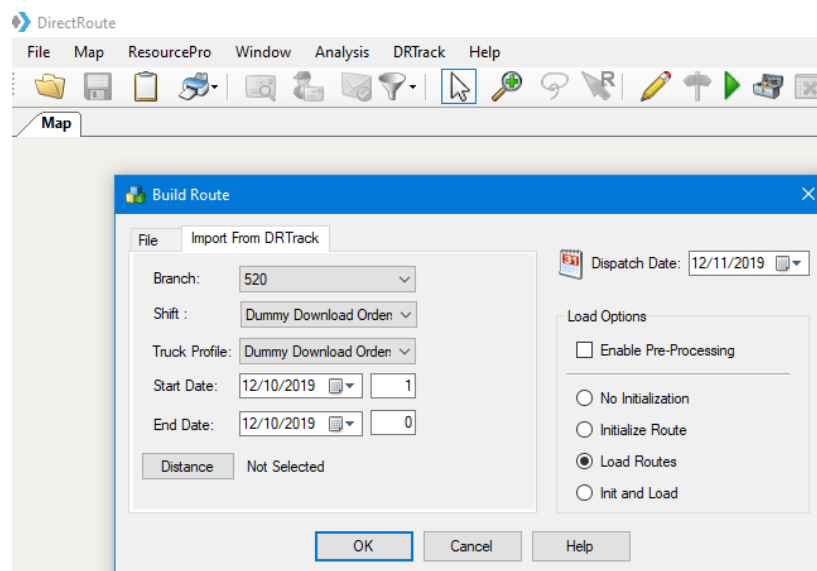 DirectRoute
File Map ResourcePro Window Analysis DRTrack Help
R
Map
Build Route
File Import From DRTrack
31 Dispatch Date: 12/11/2019
Branch: 520
Shift : Dummy Download Orden
Load Options
Truck Profile: Dummy Download Order:
Enable Pre-Processing
Start Date: 12/10/2019 1
No Initialization
End Date: 12/10/2019 0
Initialize Route
Distance Not Selected
Load Routes
Init and Load
OK Cancel Help